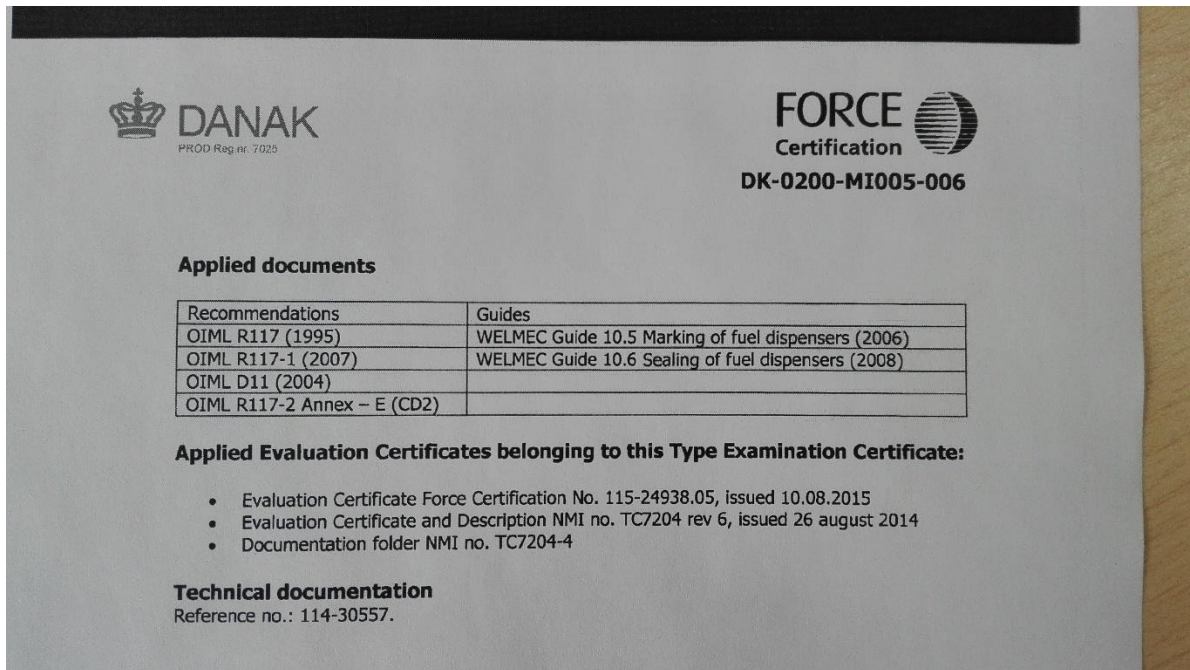 DANAK
PROD Reg.nr. 7025
FORCE
Certification
DK-0200-MI005-006
Applied documents
Recommendations Guides
OIML R117 (1995) WELMEC Guide 10.5 Marking of fuel dispensers (2006)
OIML R117-1 (2007) WELMEC Guide 10.6 Sealing of fuel dispensers (2008)
OIML D11 (2004)
OIML R117-2 Annex – E (CD2)
Applied Evaluation Certificates belonging to this Type Examination Certificate:
• Evaluation Certificate Force Certification No. 115-24938.05, issued 10.08.2015
• Evaluation Certificate and Description NMI no. TC7204 rev 6, issued 26 august 2014
• Documentation folder NMI no. TC7204-4
Technical documentation
Reference no.: 114-30557.